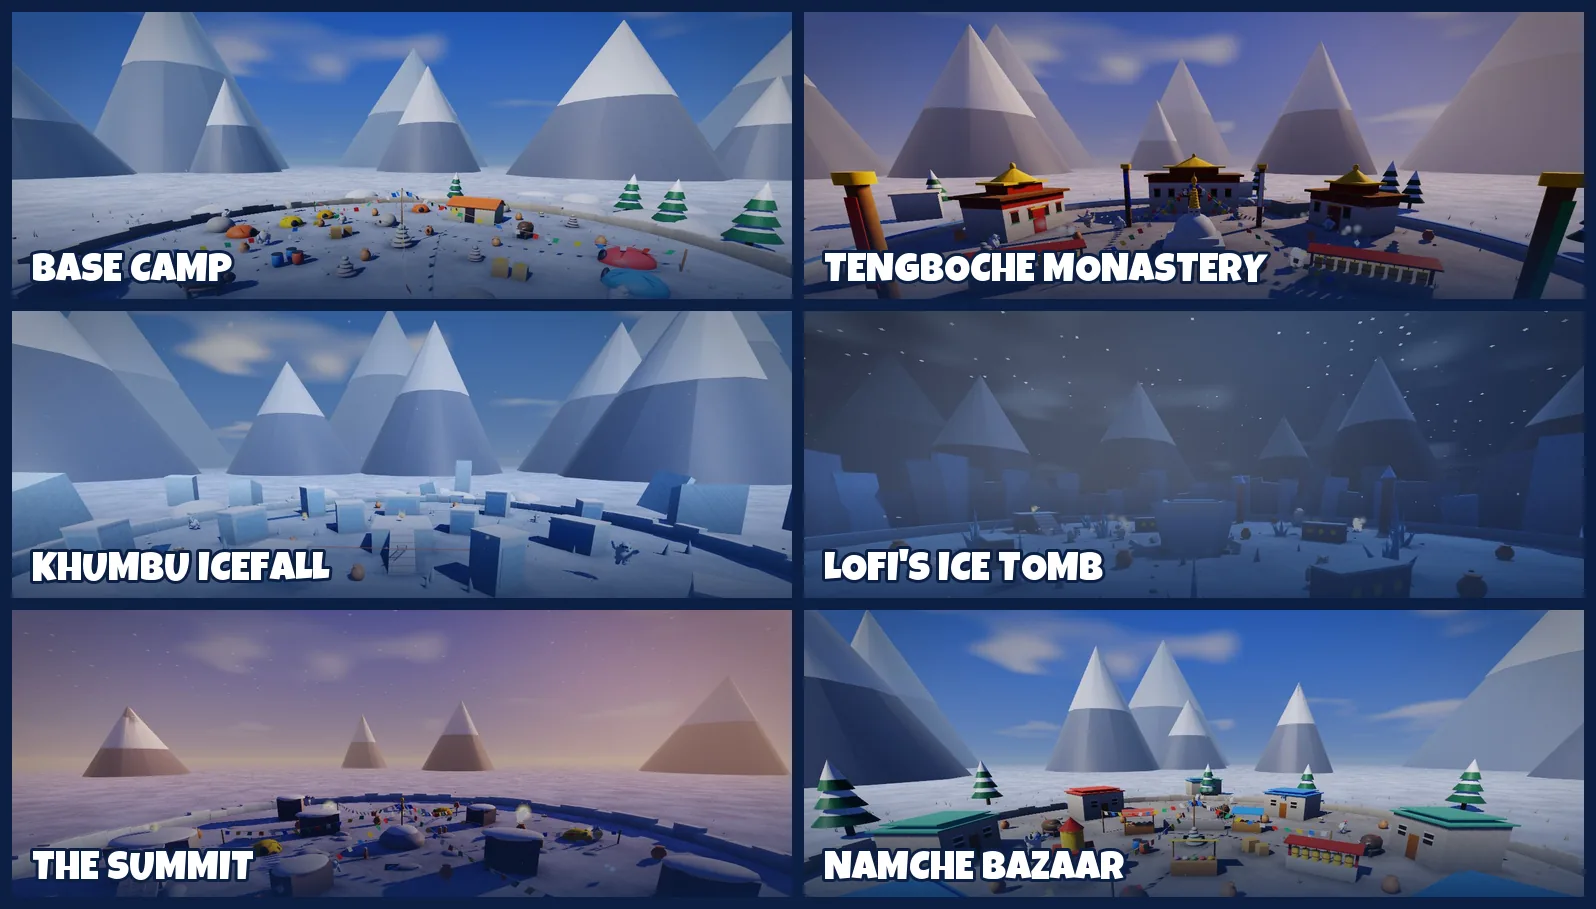 BASE CAMP
TENGBOCHE MONASTERY
KHUMBU ICEFALL
LOFI'S ICE TOMB
THE SUMMIT
NAMCHE BAZAAR